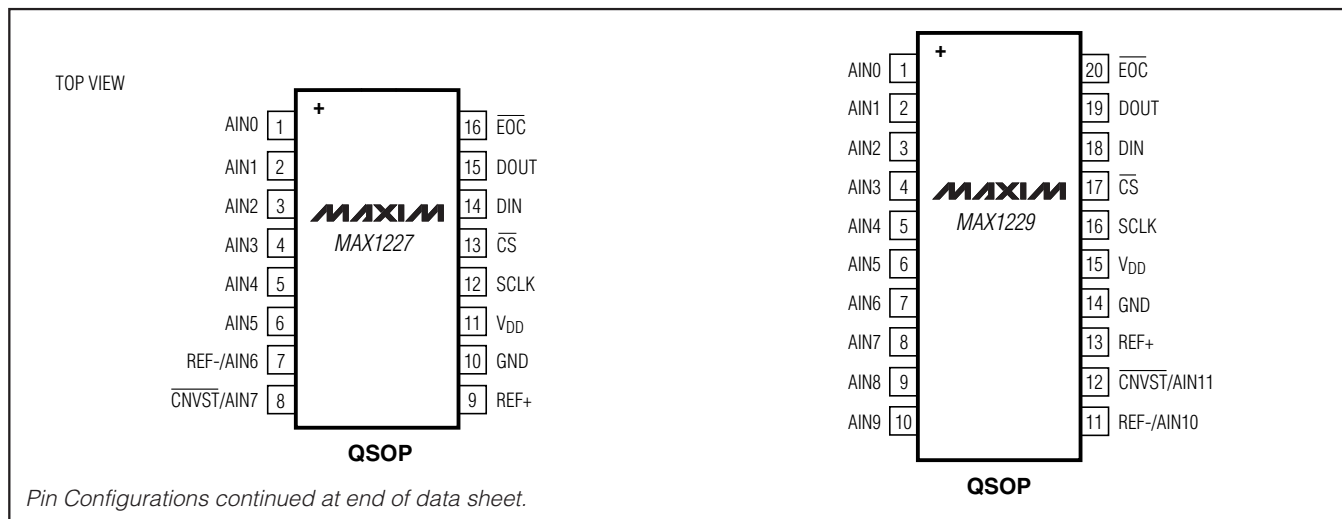 TOP VIEW
+
AIN0 1
AIN1 2
AIN2 3
AIN3 4
AIN4 5
AIN5 6
REF-/AIN6 7
CNVST/AIN7 8
MAXIM
MAX1227
16 EOC
15 DOUT
14 DIN
13 CS
12 SCLK
11 VDD
10 GND
9 REF+
QSOP
+
AIN0 1
AIN1 2
AIN2 3
AIN3 4
AIN4 5
AIN5 6
AIN6 7
AIN7 8
AIN8 9
AIN9 10
MAXIM
MAX1229
20 EOC
19 DOUT
18 DIN
17 CS
16 SCLK
15 VDD
14 GND
13 REF+
12 CNVST/AIN11
11 REF-/AIN10
QSOP
Pin Configurations continued at end of data sheet.